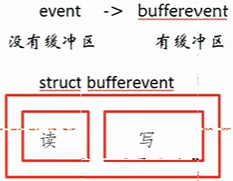 event -> bufferevent
没有缓冲区 有缓冲区
struct bufferevent
读 写